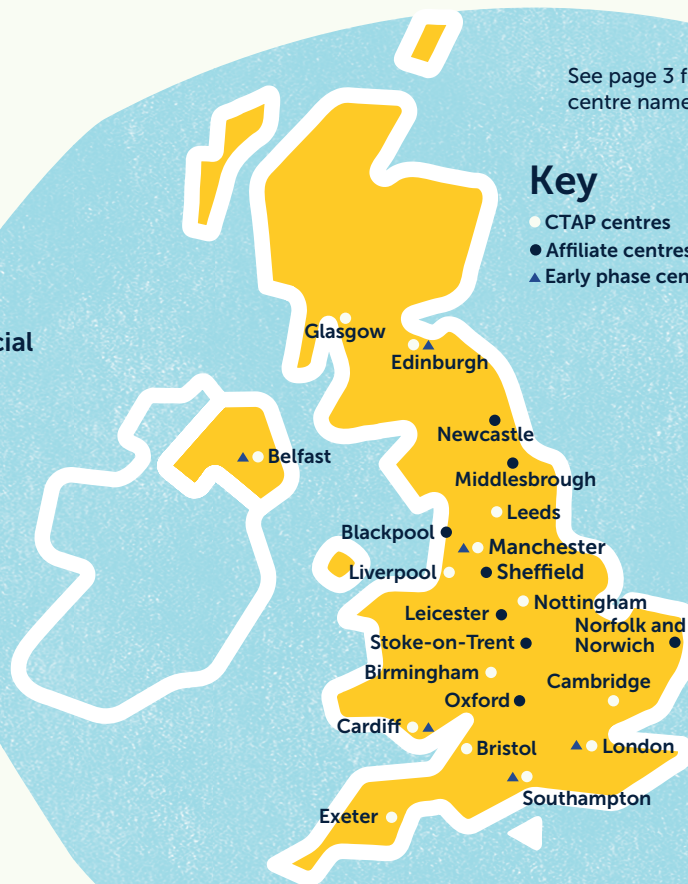 See page 3 f
centre name
Key
CTAP centres
Affiliate centres
Early phase cen
cial
Glasgow
Edinburgh
Newcastle
Middlesbrough
Belfast
Leeds
Blackpool
Manchester
Liverpool
Sheffield
Nottingham
Leicester
Norfolk and
Norwich
Stoke-on-Trent
Birmingham
Cambridge
Oxford
Cardiff
Bristol
London
Southampton
Exeter